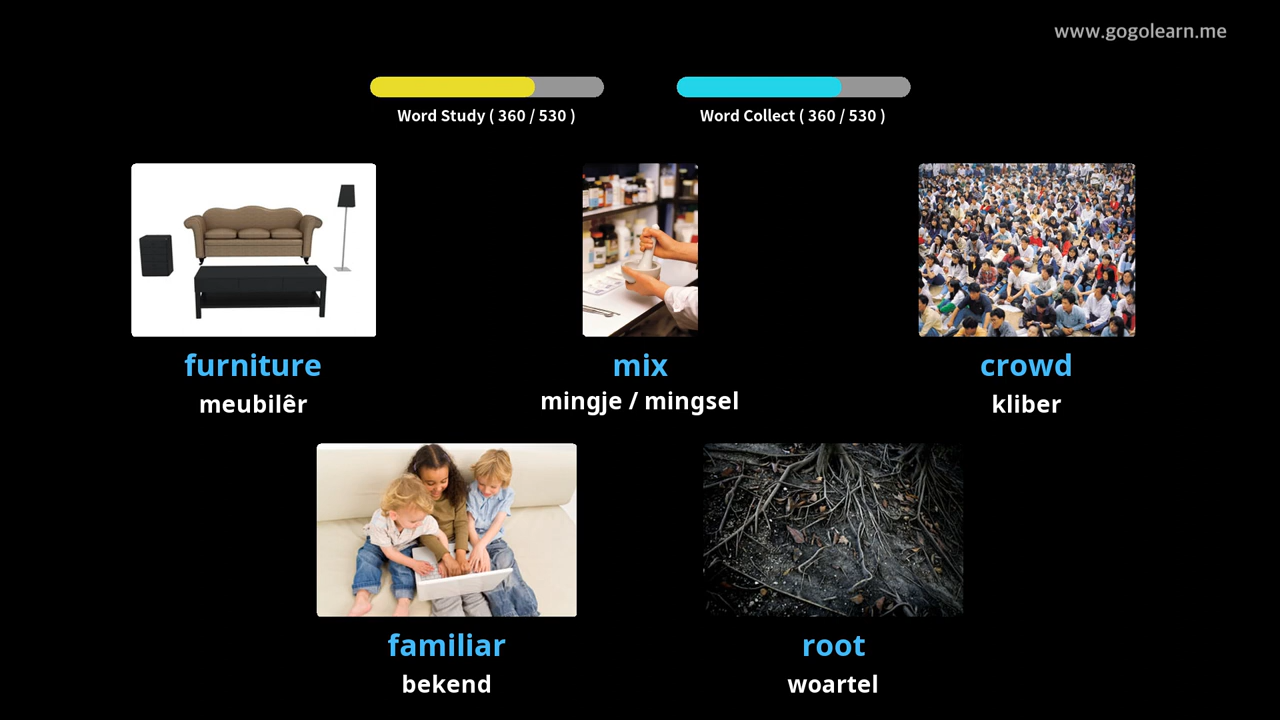 www.gogolearn.me
Word Study ( 360 / 530 )
Word Collect ( 360 / 530 )
furniture
meubilêr
mix
mingje / mingsel
crowd
kliber
familiar
bekend
root
woartel